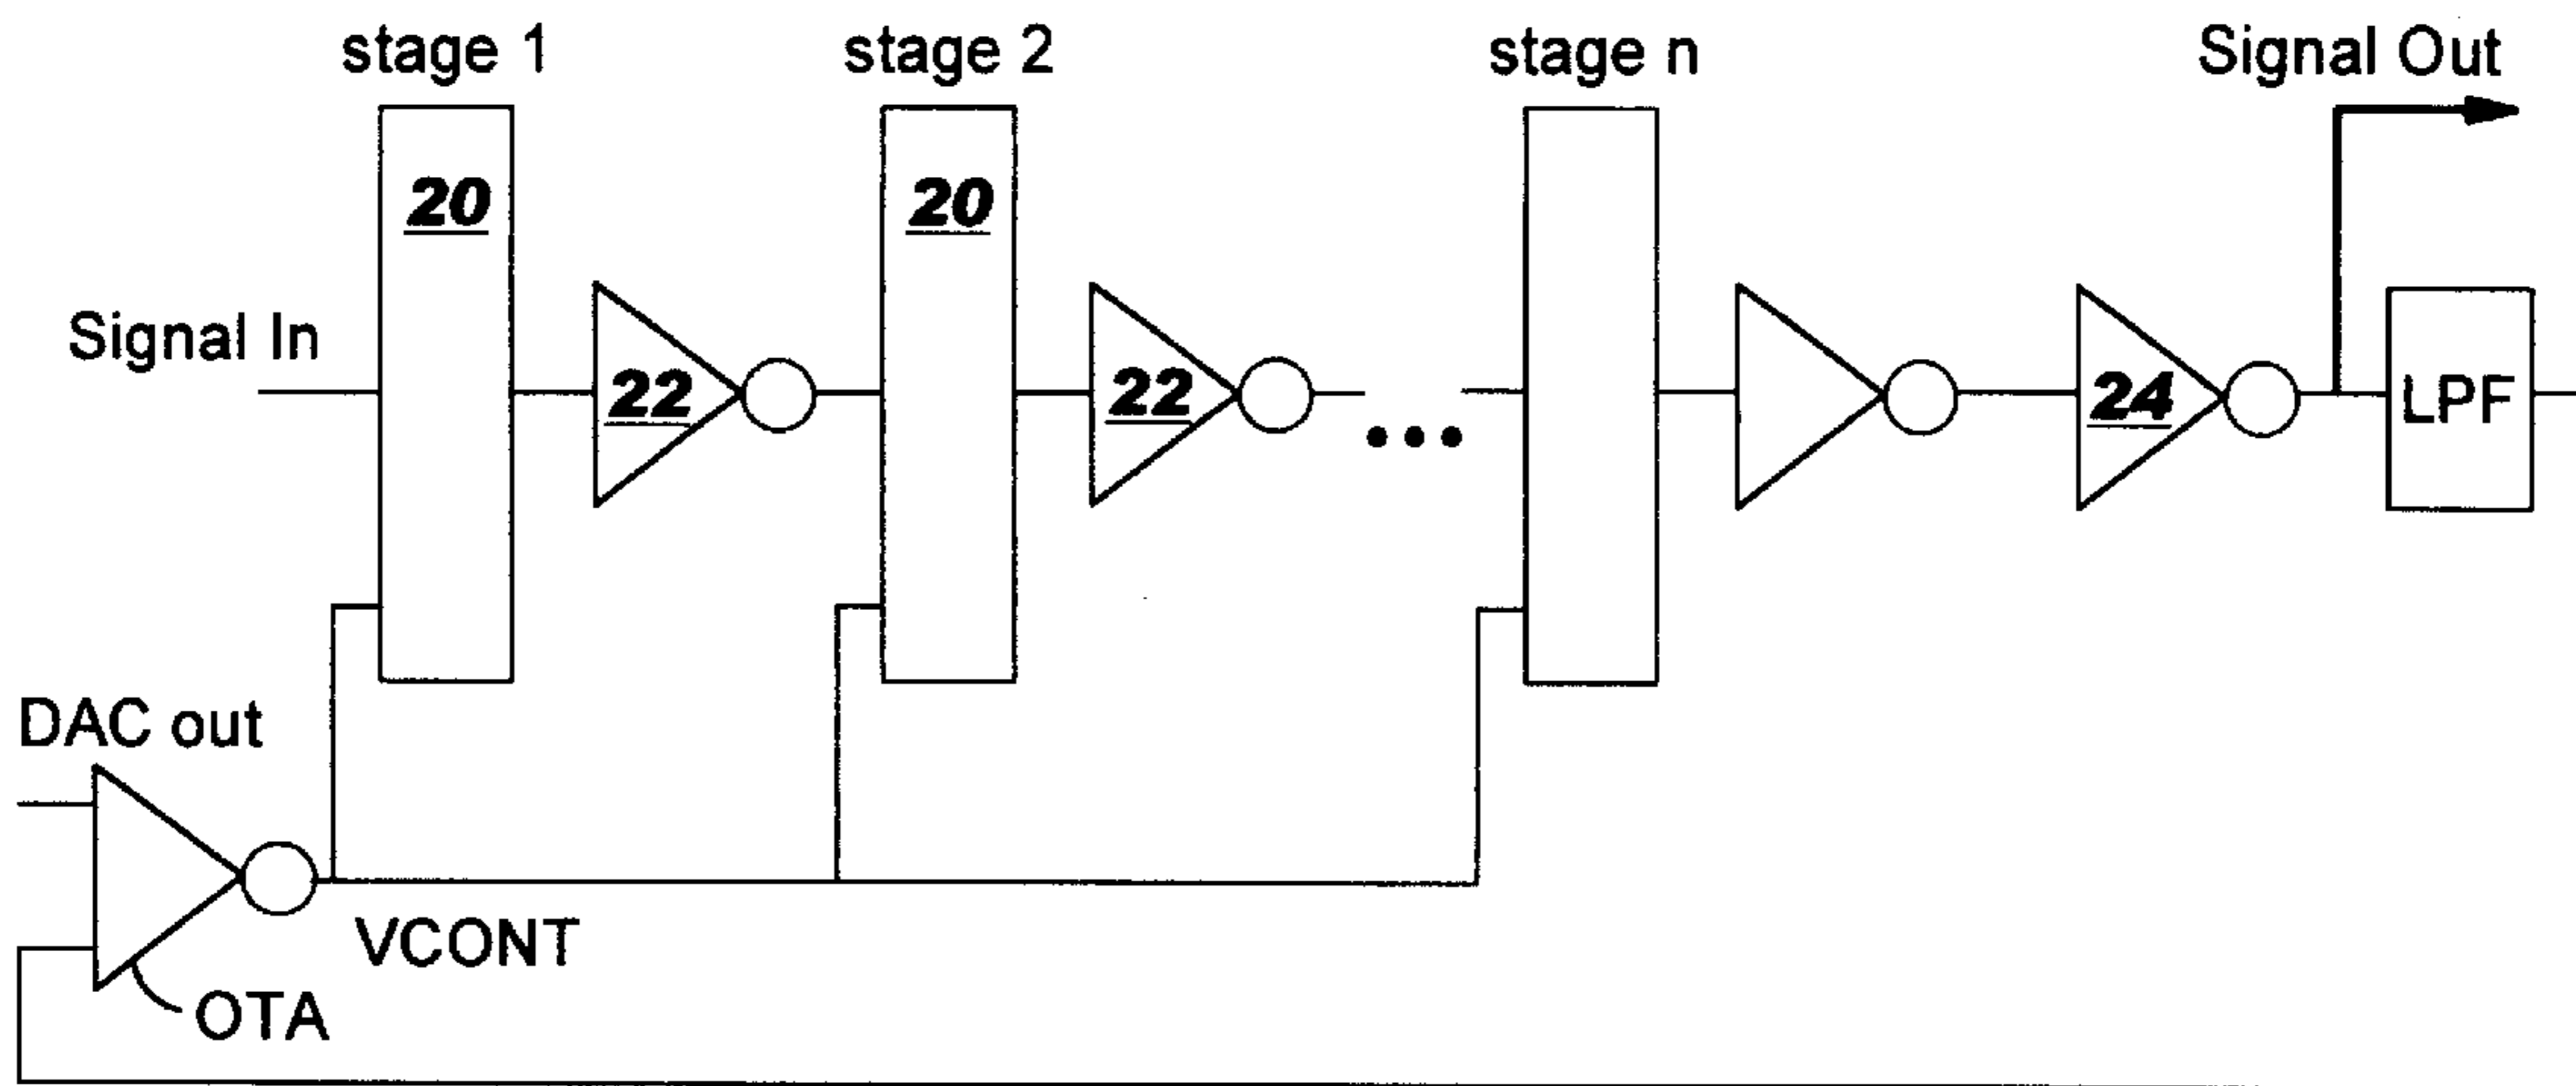 stage 1
stage 2
stage n
Signal Out
20
20
Signal In
22
22
24
LPF
DAC out
VCONT
OTA